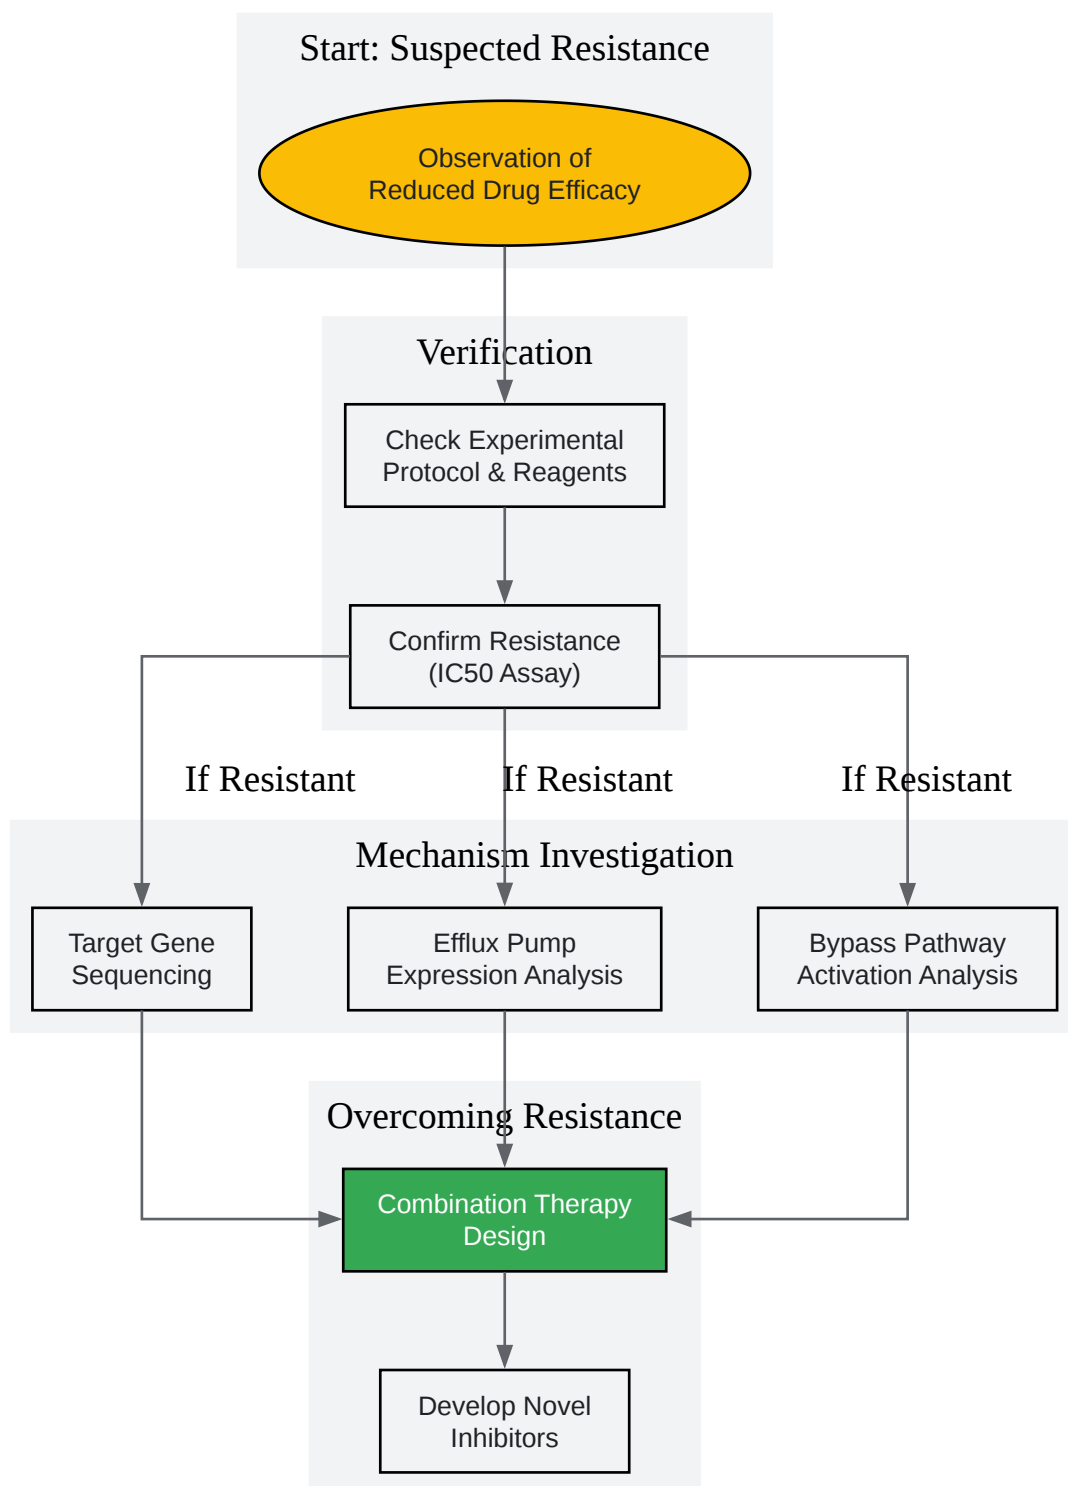 Start: Suspected Resistance
Observation of
Reduced Drug Efficacy
Verification
Check Experimental
Protocol & Reagents
Confirm Resistance
(IC50 Assay)
If Resistant
If Resistant
If Resistant
Mechanism Investigation
Target Gene
Sequencing
Efflux Pump
Expression Analysis
Bypass Pathway
Activation Analysis
Overcoming Resistance
Combination Therapy
Design
Develop Novel
Inhibitors